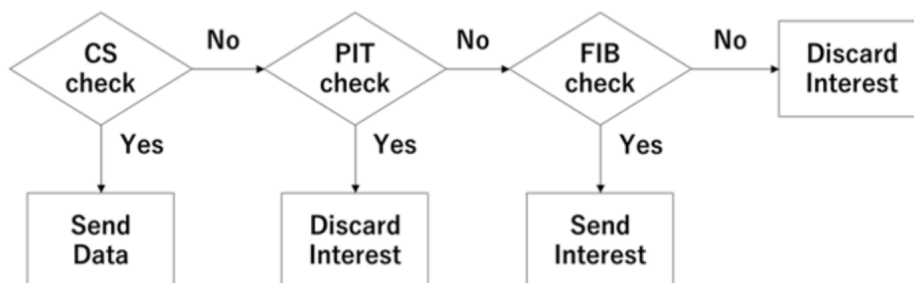 CS
check
No
PIT
check
No
FIB
check
No
Discard
Interest
Yes
Yes
Yes
Send
Data
Discard
Interest
Send
Interest